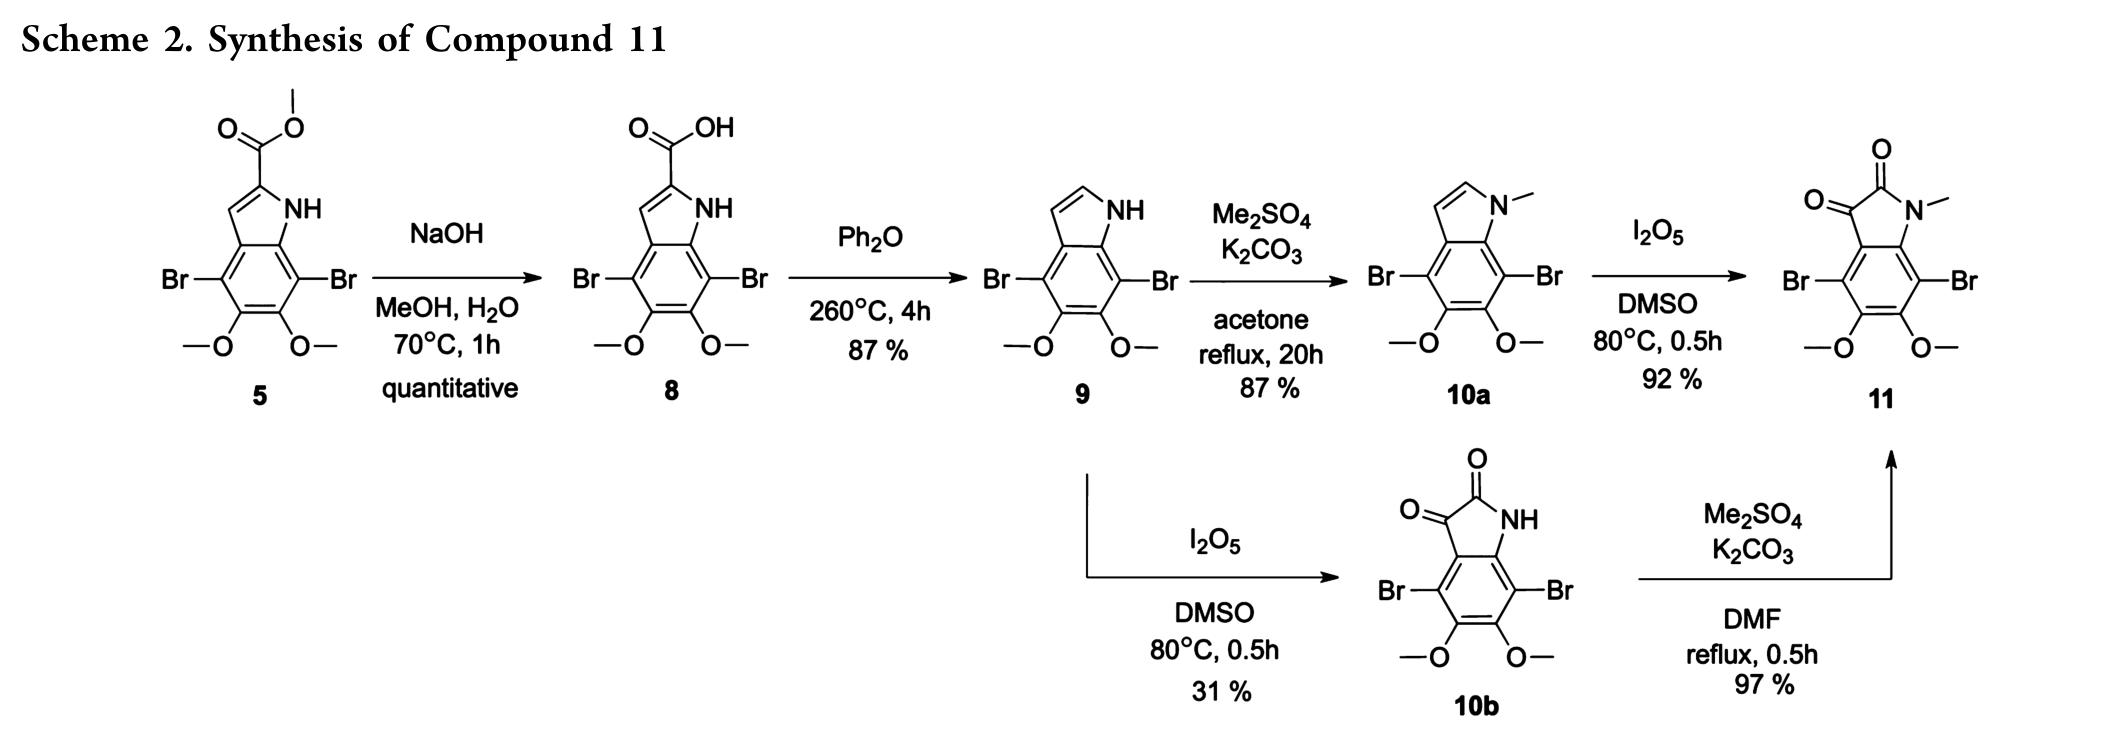 Scheme 2. Synthesis of Compound 11
O
O
NH
Br
Br
O
O
5
NaOH
MeOH, H₂O
70°C, 1h
quantitative
O
OH
NH
Br
Br
O
O
8
Ph₂O
260°C, 4h
87 %
NH
Br
Br
O
O
9
Me₂SO₄
K₂CO₃
acetone
reflux, 20h
87 %
N
Br
Br
O
O
10a
I₂O₅
DMSO
80°C, 0.5h
92 %
O
O
N
Br
Br
O
O
11
I₂O₅
DMSO
80°C, 0.5h
31 %
O
O
NH
Br
Br
O
O
10b
Me₂SO₄
K₂CO₃
DMF
reflux, 0.5h
97 %